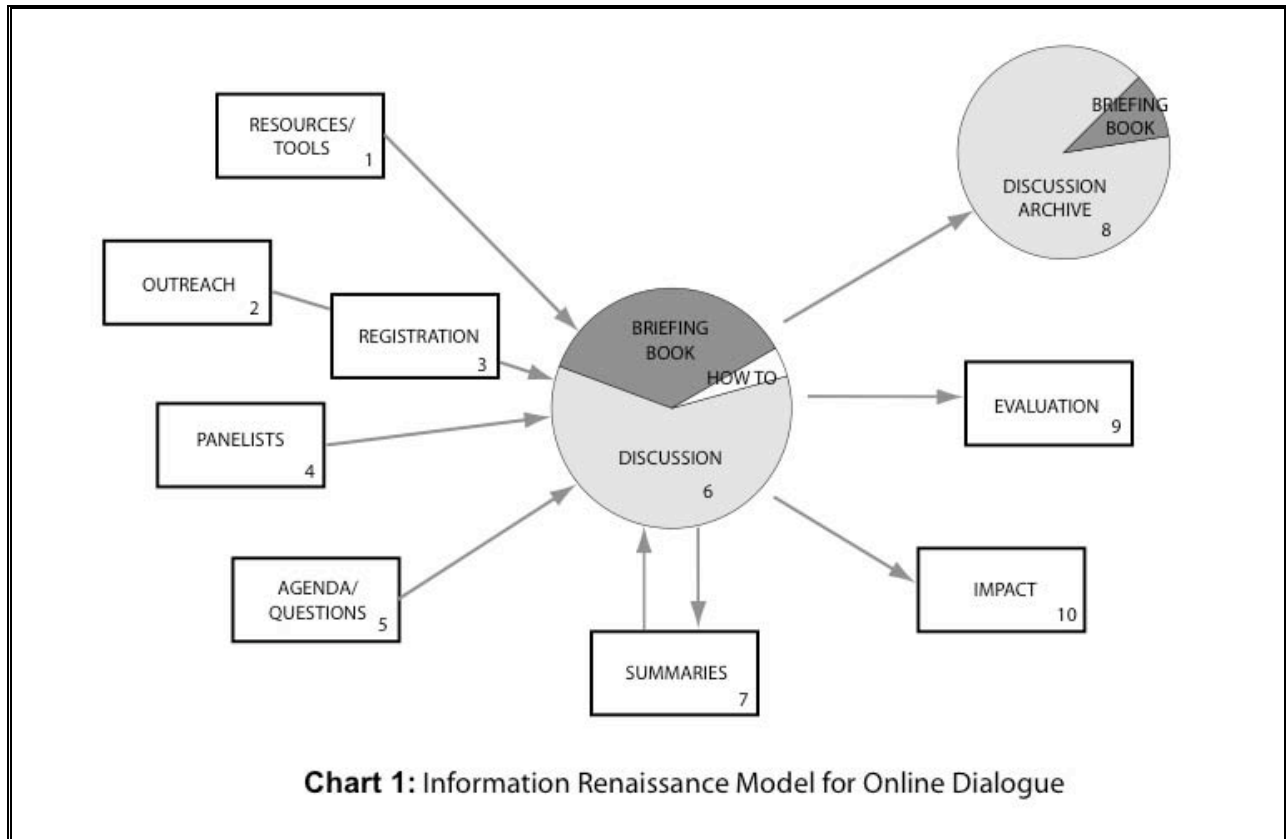 RESOURCES/
TOOLS
1
OUTREACH
2
REGISTRATION
3
PANELISTS
4
AGENDA/
QUESTIONS
5
BRIEFING
BOOK
HOW TO
DISCUSSION
6
SUMMARIES
7
BRIEFING
BOOK
DISCUSSION
ARCHIVE
8
EVALUATION
9
IMPACT
10
Chart 1: Information Renaissance Model for Online Dialogue